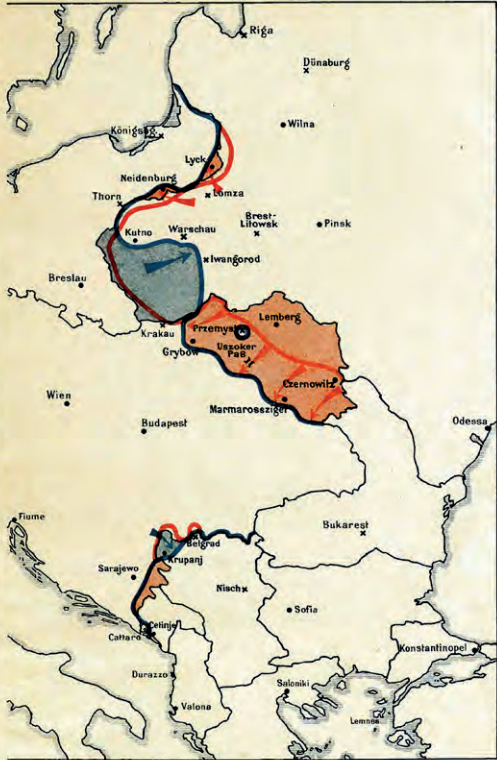 Riga
Dünaburg
Wilna
Königsbg.
Lyck
Neidenburg
Lomza
Thorn
Brest-
Litowsk
Pinsk
Kutno
Warschau
Iwangorod
Breslau
Lemberg
Krakau
Przemysl
Grybów
Uszoker
Paß
Czernowitz
Marmarossziget
Wien
Budapest
Odessa
Fiume
Bukarest
Belgrad
Krupanj
Sarajewo
Nisch
Sofia
Cetinje
Cattaro
Konstantinopel
Durazzo
Saloniki
Valona
Lemnos